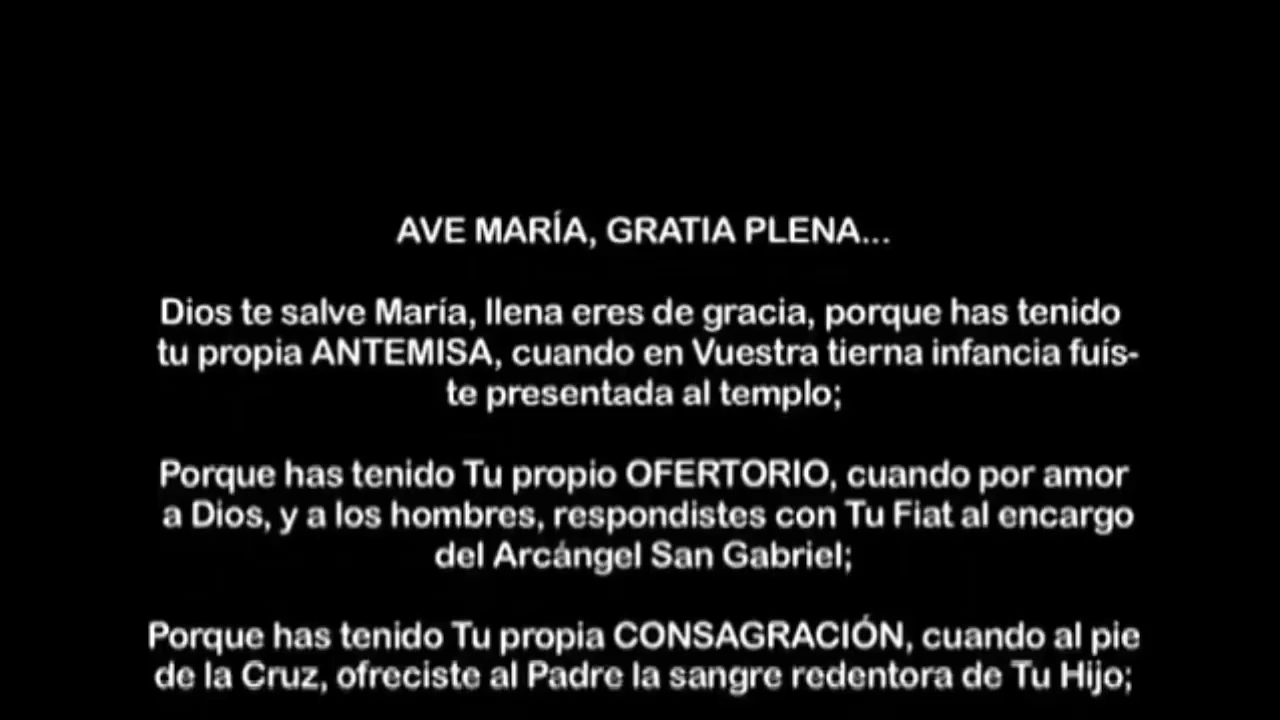 AVE MARÍA, GRATIA PLENA...
Dios te salve María, llena eres de gracia, porque has tenido
tu propia ANTEMISA, cuando en Vuestra tierna infancia fuís-
te presentada al templo;
Porque has tenido Tu propio OFERTORIO, cuando por amor
a Dios, y a los hombres, respondistes con Tu Fiat al encargo
del Arcángel San Gabriel;
Porque has tenido Tu propia CONSAGRACIÓN, cuando al pie
de la Cruz, ofreciste al Padre la sangre redentora de Tu Hijo;